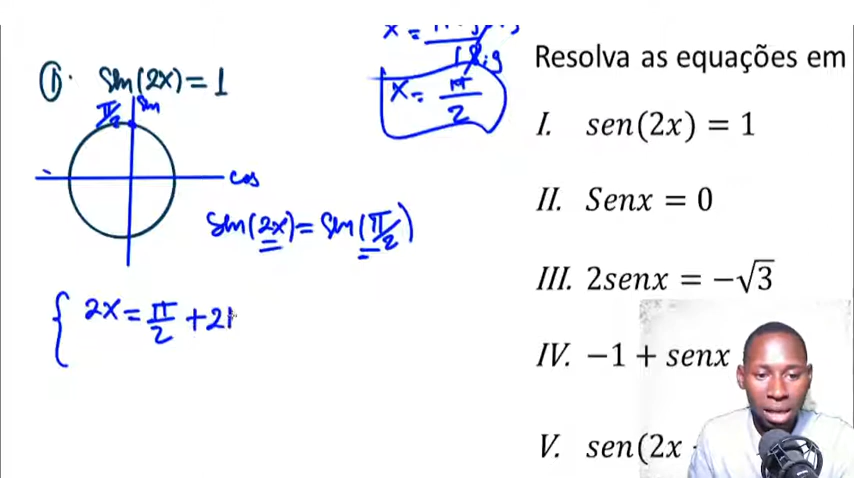 ① sen(2x) = 1
π/2 sen
cos
sen(2x) = sen(π/2)
{ 2x = π/2 + 2
x =
x = π/2
Resolva as equações em
I. sen(2x) = 1
II. Senx = 0
III. 2senx = −√3
IV. −1 + senx
V. sen(2x